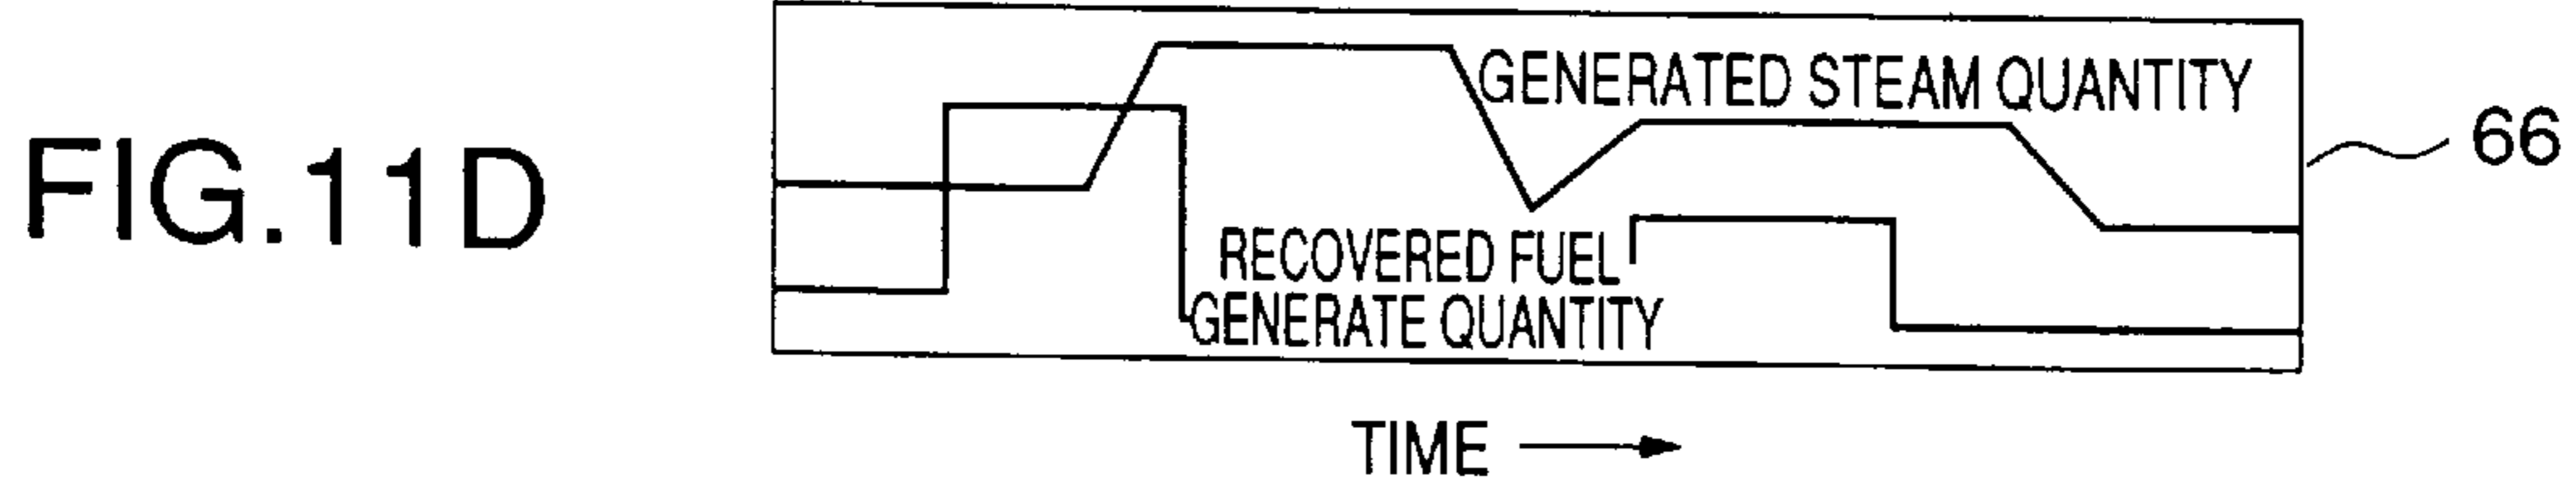 FIG.11D
GENERATED STEAM QUANTITY
66
RECOVERED FUEL
GENERATE QUANTITY
TIME